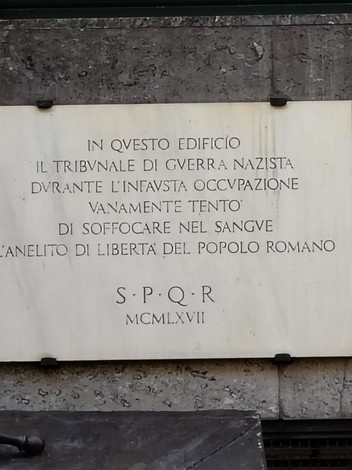 IN QVESTO EDIFICIO
IL TRIBVNALE DI GVERRA NAZISTA
DVRANTE L'INFAVSTA OCCVPAZIONE
VANAMENTE TENTO'
DI SOFFOCARE NEL SANGVE
L'ANELITO DI LIBERTA' DEL POPOLO ROMANO
S·P·Q·R
MCMLXVII